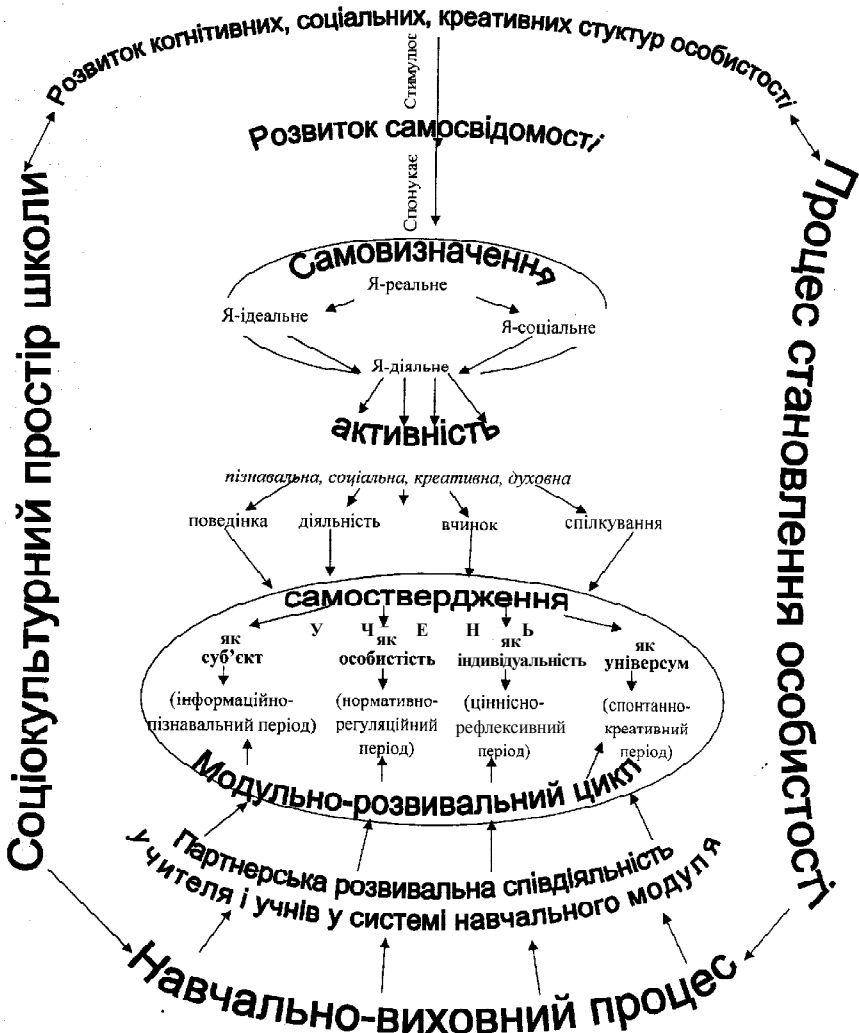 Розвиток когнітивних, соціальних, креативних стуктур особистості
Стимулює
Розвиток самосвідомості
Спонукає
Соціокультурний простір школи
Процес становлення особистості
Самовизначення
Я-реальне
Я-ідеальне
Я-соціальне
Я-діяльне
активність
пізнавальна, соціальна, креативна, духовна
поведінка діяльність вчинок спілкування
самоствердження
У Ч Е Н Ь
як як як як
суб’єкт особистість індивідуальність універсум
(інформаційно- (нормативно- (ціннісно- (спонтанно-
пізнавальний період) регуляційний рефлексивний креативний
період) період) період)
Модульно-розвивальний цикл
Партнерська розвивальна співдіяльність
учителя і учнів у системі навчального модуля
Навчально-виховний процес